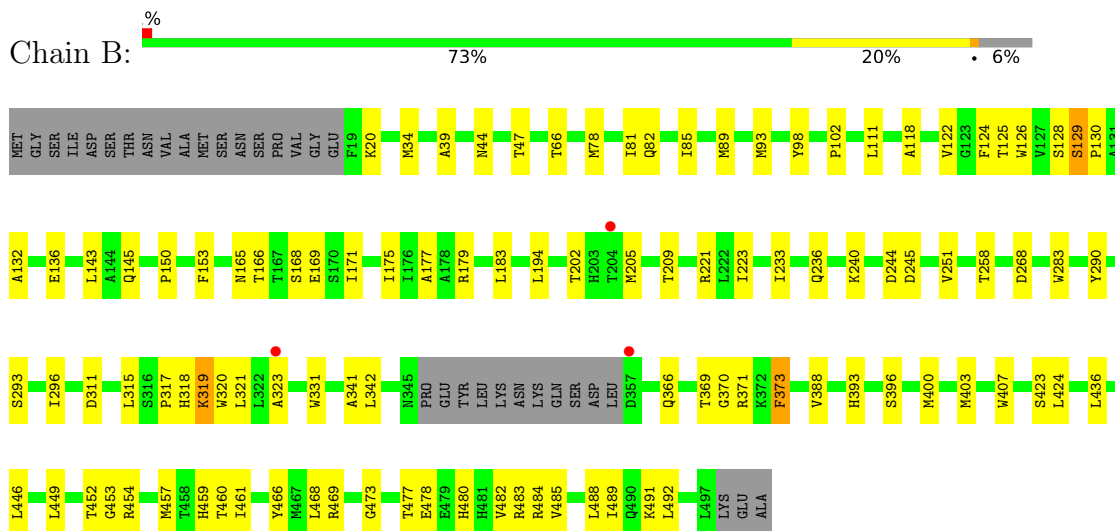 %
Chain B:
73% 20% • 6%
MET GLY SER ILE ASP SER THR ASN VAL ALA MET SER ASN SER PRO VAL GLY GLU F19 K20 M34 A39 N44 T47 T66 M78 I81 Q82 I85 M89 M93 Y98 P102 L111 A118 V122 G123 F124 T125 W126 V127 S128 S129 P130 A131
A132 E136 L143 A144 Q145 P150 F153 N165 T166 T167 S168 E169 S170 I171 I175 I176 A177 A178 R179 L183 L194 T202 H203 T204 M205 T209 R221 L222 I223 I233 Q236 K240 D244 D245 V251 T258 D268 W283 Y290
S293 I296 D311 L315 S316 P317 H318 K319 W320 L321 L322 A323 W331 A341 L342 N345 PRO GLU TYR LEU LYS ASN LYS GLN SER ASP LEU D357 Q366 T369 G370 R371 K372 F373 V388 H393 S396 M400 M403 W407 S423 L424 L436
L446 L449 T452 G453 R454 M457 T458 H459 T460 I461 Y466 M467 L468 R469 G473 T477 E478 E479 H480 H481 V482 R483 R484 V485 L488 I489 Q490 K491 L492 L497 LYS GLU ALA